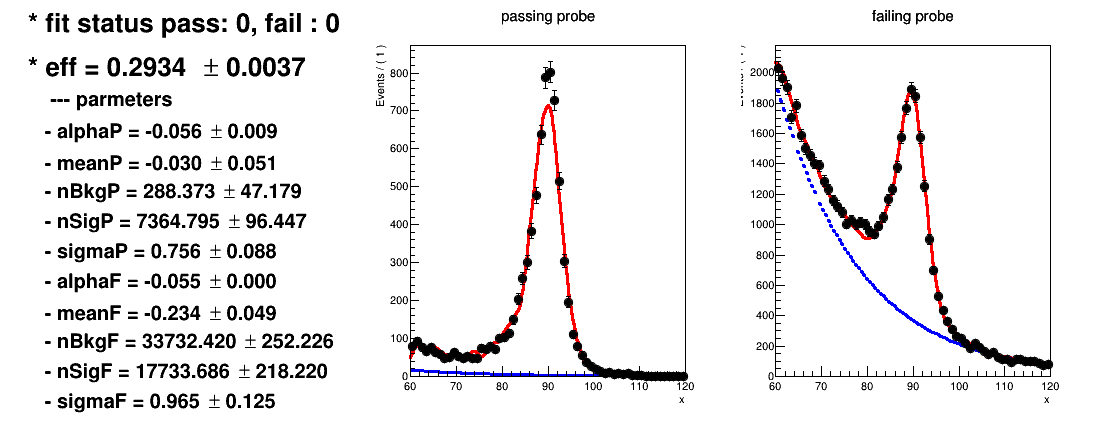 * fit status pass: 0, fail : 0
* eff = 0.2934 ± 0.0037
--- parmeters
- alphaP = -0.056 ± 0.009
- meanP = -0.030 ± 0.051
- nBkgP = 288.373 ± 47.179
- nSigP = 7364.795 ± 96.447
- sigmaP = 0.756 ± 0.088
- alphaF = -0.055 ± 0.000
- meanF = -0.234 ± 0.049
- nBkgF = 33732.420 ± 252.226
- nSigF = 17733.686 ± 218.220
- sigmaF = 0.965 ± 0.125
passing probe
Events / ( 1 )
800
700
600
500
400
300
200
100
0
60 70 80 90 100 110 120
x
failing probe
2000
1800
1600
1400
1200
1000
800
600
400
200
0
60 70 80 90 100 110 120
x